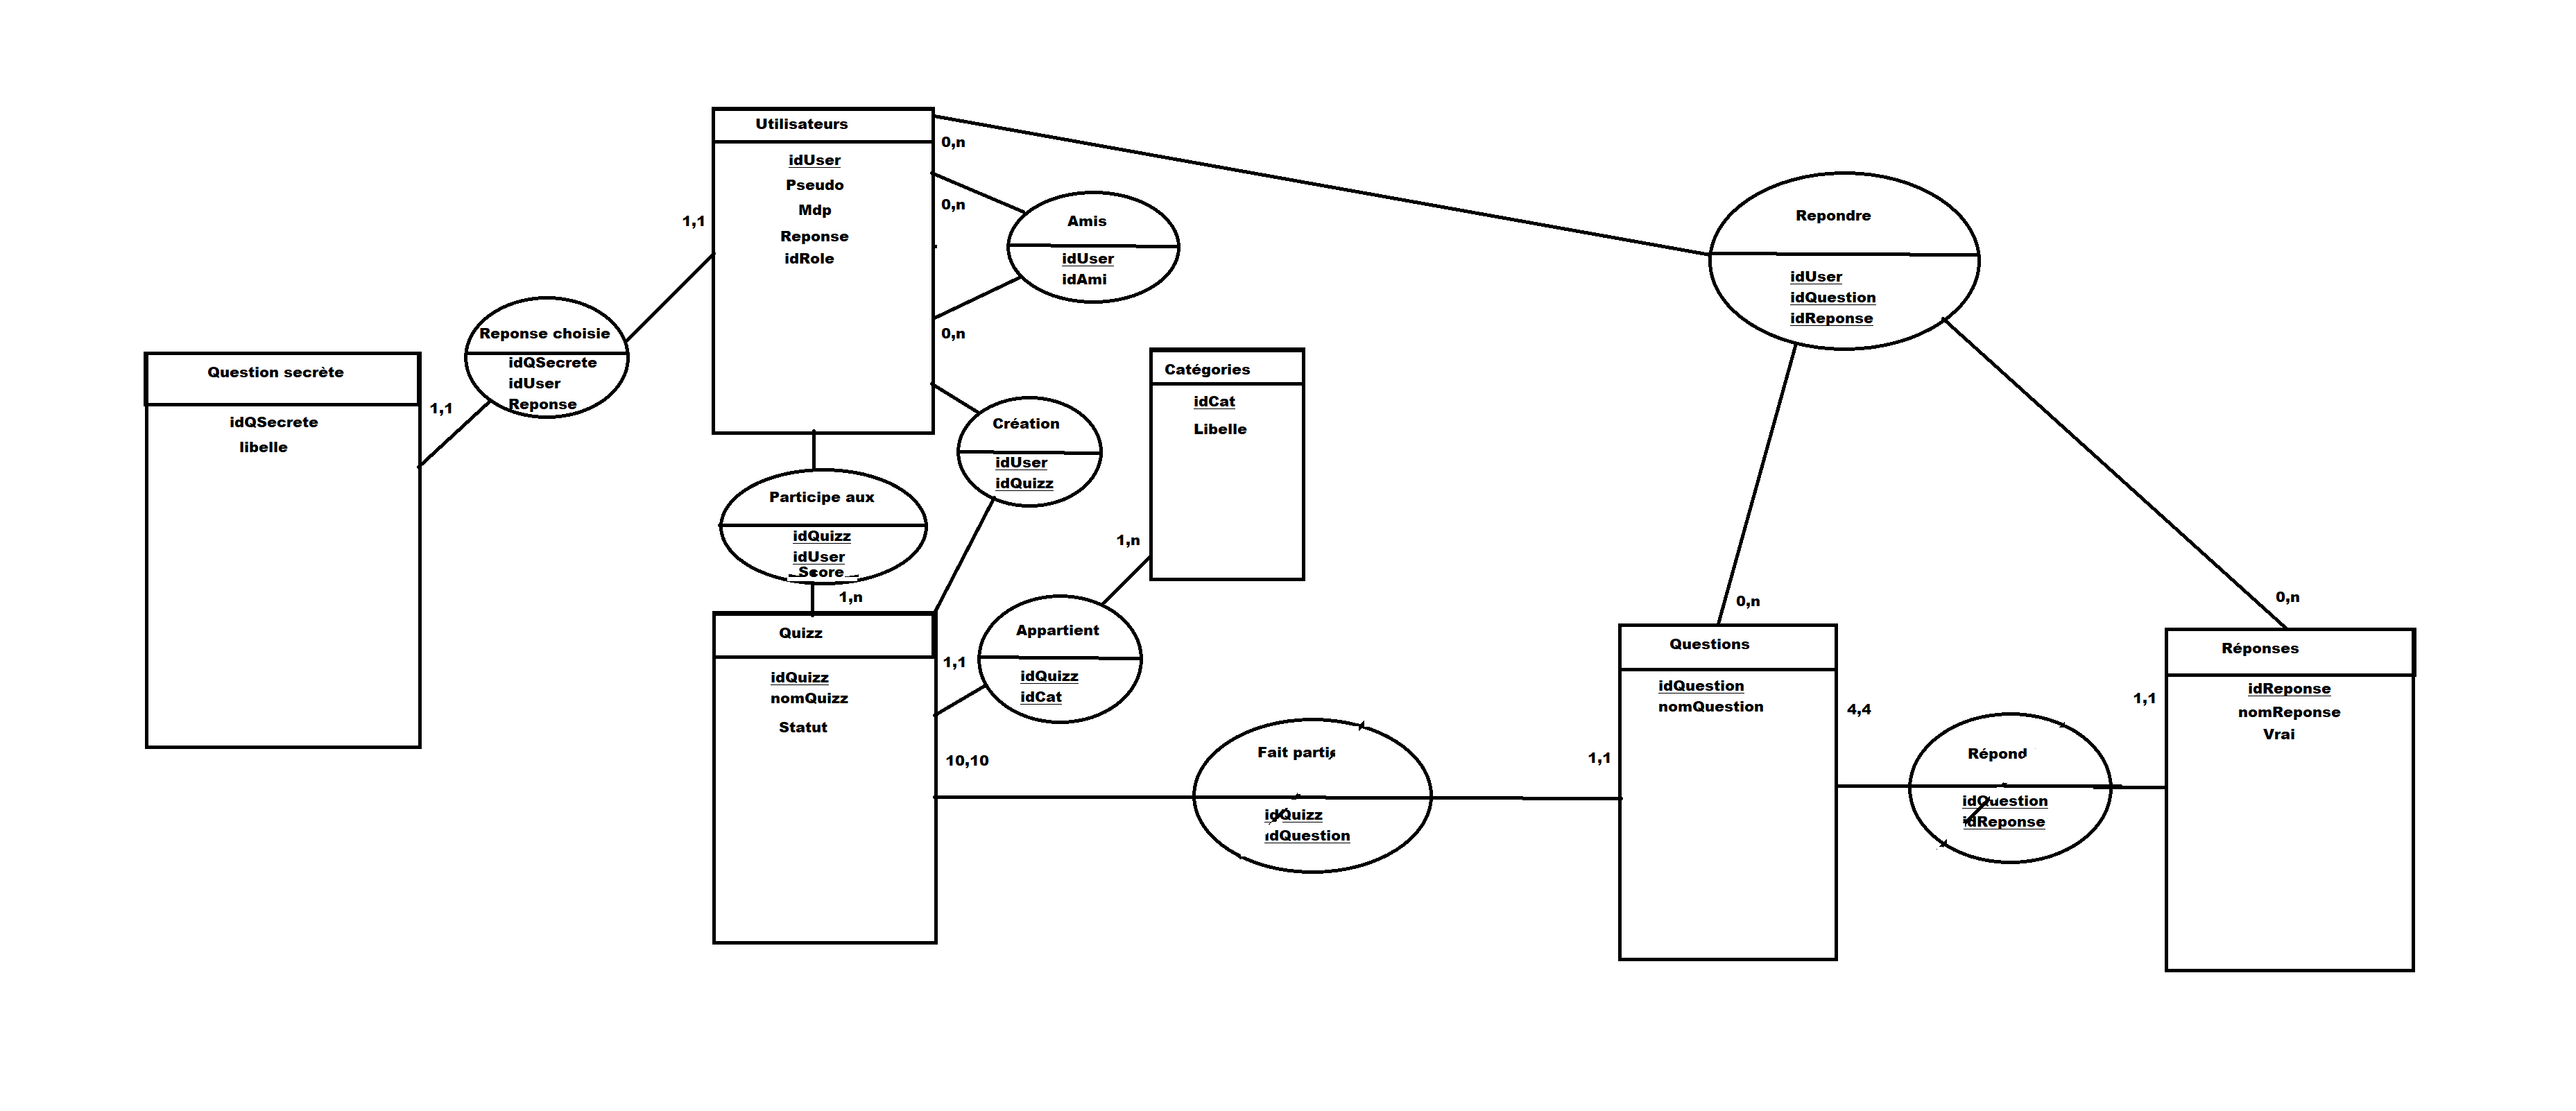 Utilisateurs
idUser
Pseudo
Mdp
Reponse
idRole
0,n
0,n
0,n
1,1
Amis
idUser
idAmi
Repondre
idUser
idQuestion
idReponse
Reponse choisie
idQSecrete
idUser
Reponse
Question secrète
idQSecrete
libelle
1,1
Création
idUser
idQuizz
Catégories
idCat
Libelle
1,n
Participe aux
idQuizz
idUser
Score
1,n
Quizz
idQuizz
nomQuizz
Statut
1,1
10,10
Appartient
idQuizz
idCat
Fait partie
idQuizz
idQuestion
1,1
0,n
Questions
idQuestion
nomQuestion
4,4
Répond
idQuestion
idReponse
1,1
0,n
Réponses
idReponse
nomReponse
Vrai